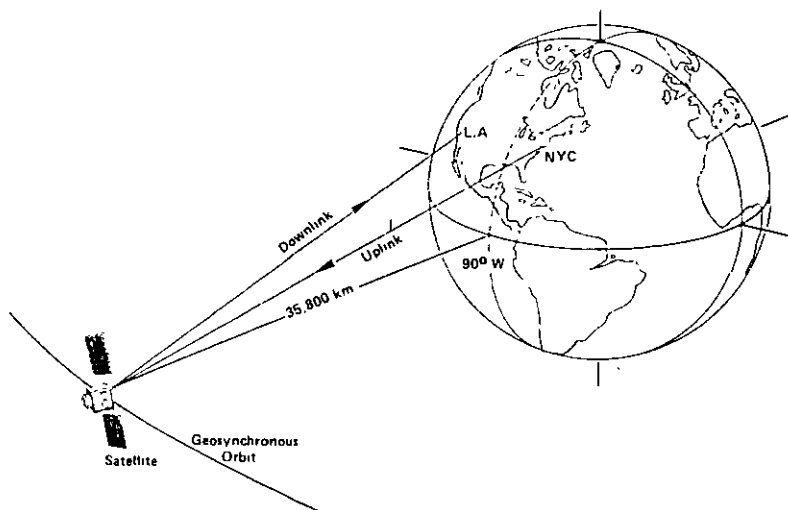 L.A
NYC
Downlink
Uplink
90° W
35,800 km
Geosynchronous
Orbit
Satellite